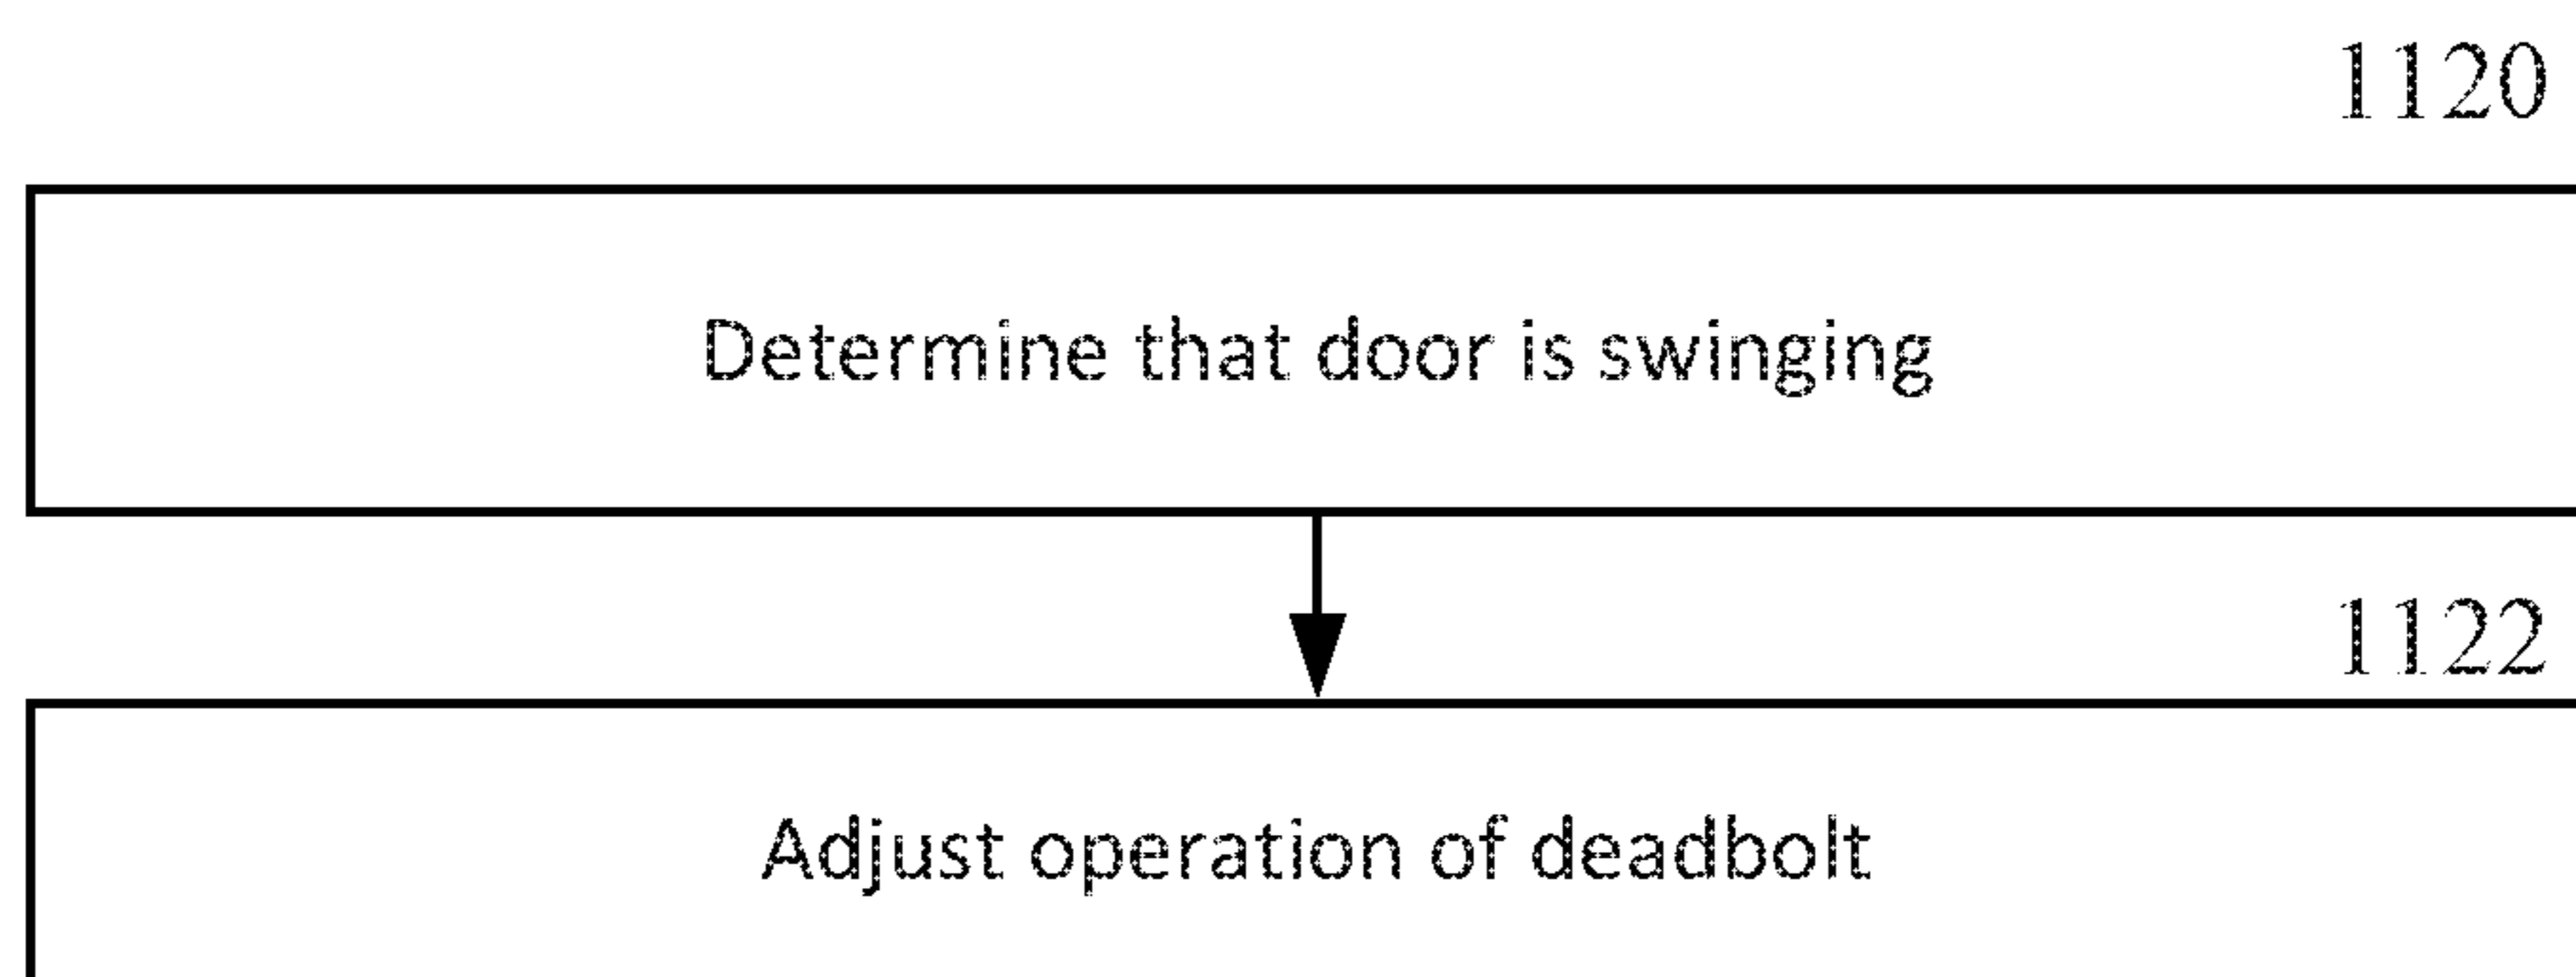 1120
Determine that door is swinging
1122
Adjust operation of deadbolt